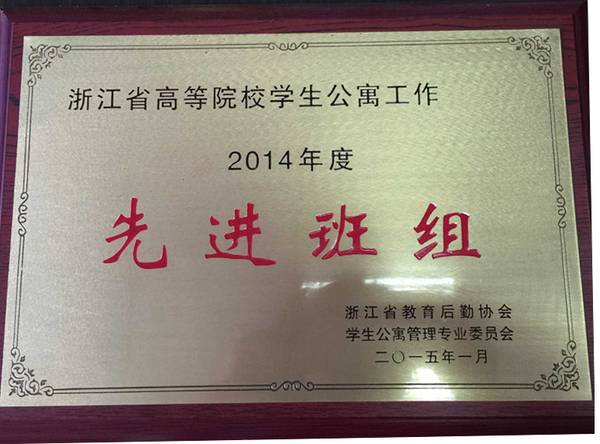 浙江省高等院校学生公寓工作
2014年度
先进班组
浙江省教育后勤协会
学生公寓管理专业委员会
二〇一五年一月